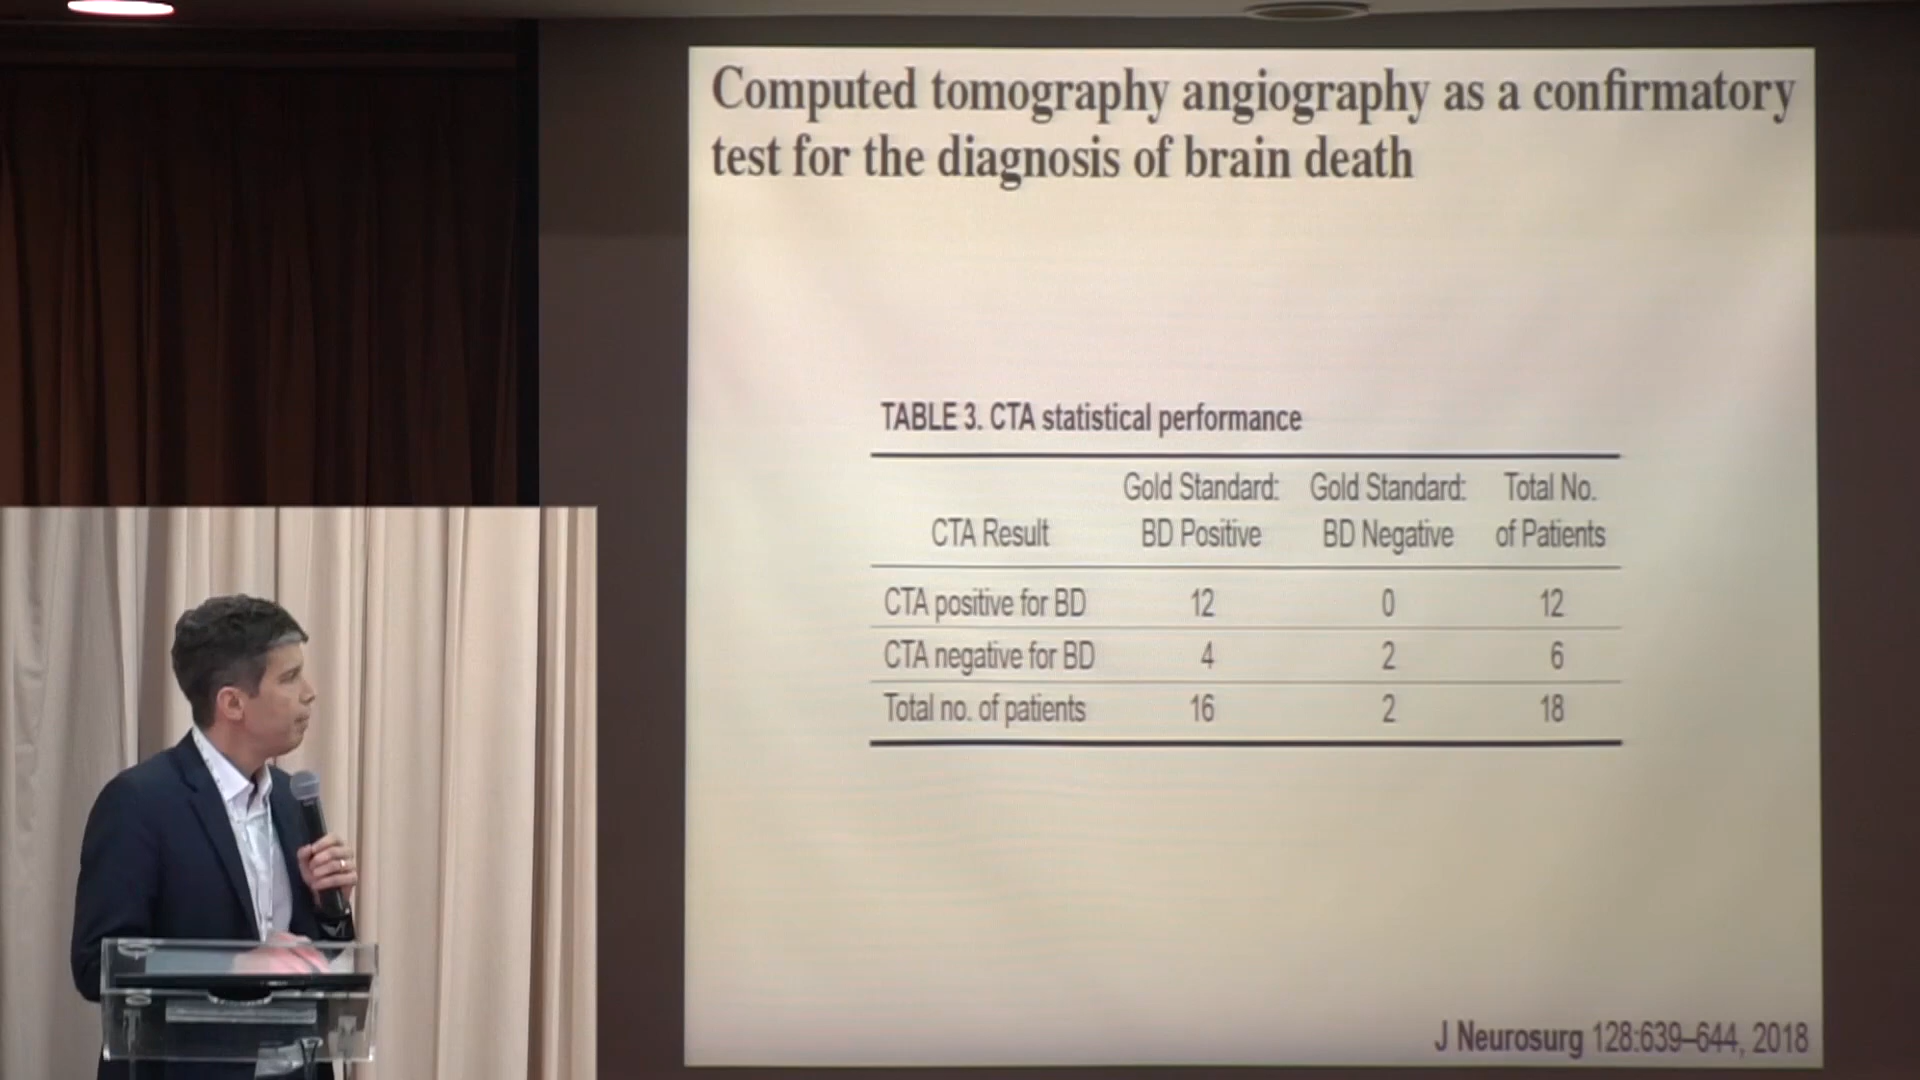 Computed tomography angiography as a confirmatory
test for the diagnosis of brain death
TABLE 3. CTA statistical performance
Gold Standard: Gold Standard: Total No.
CTA Result BD Positive BD Negative of Patients
CTA positive for BD 12 0 12
CTA negative for BD 4 2 6
Total no. of patients 16 2 18
J Neurosurg 128:639–644, 2018